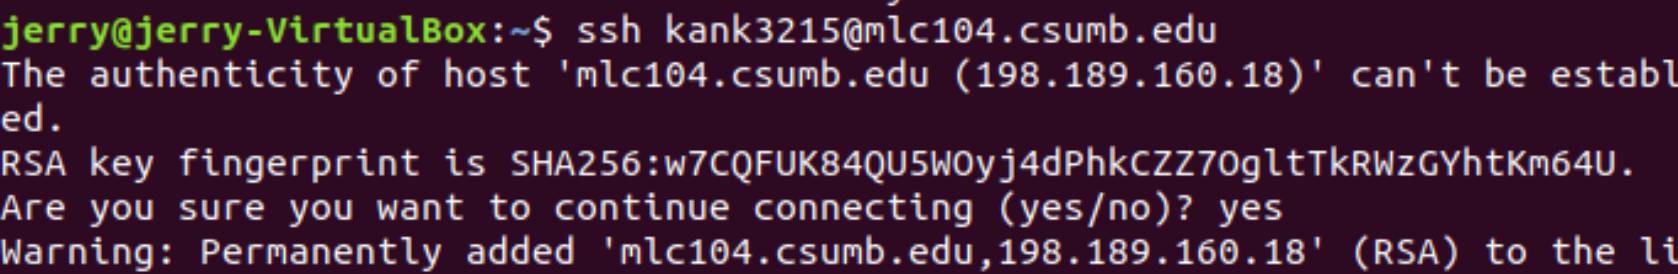 jerry@jerry-VirtualBox:~$ ssh kank3215@mlc104.csumb.edu
The authenticity of host 'mlc104.csumb.edu (198.189.160.18)' can't be establ
ed.
RSA key fingerprint is SHA256:w7CQFUK84QU5WOyj4dPhkCZZ7OgltTkRWzGYhtKm64U.
Are you sure you want to continue connecting (yes/no)? yes
Warning: Permanently added 'mlc104.csumb.edu,198.189.160.18' (RSA) to the li